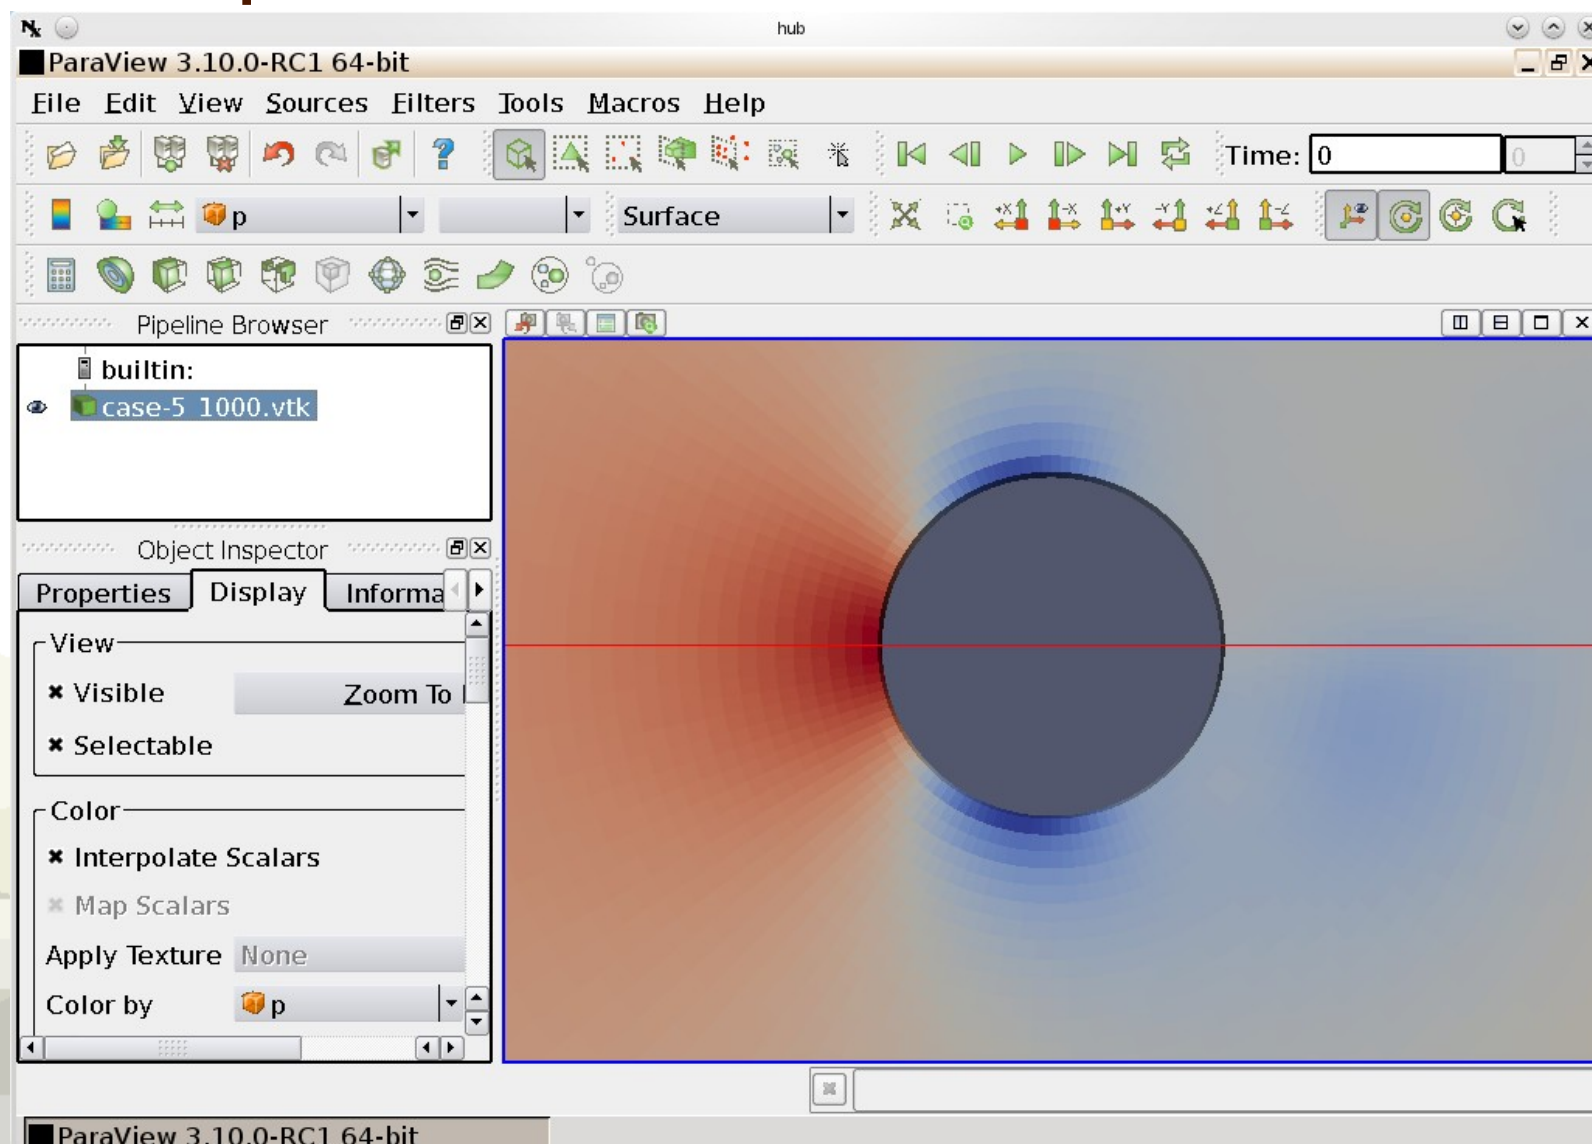 hub
ParaView 3.10.0-RC1 64-bit
File Edit View Sources Filters Tools Macros Help
Time: 0 0
p Surface +X -X +Y -Y +Z -Z
Pipeline Browser
builtin:
case-5_1000.vtk
Object Inspector
Properties Display Informa
View
Visible Zoom To
Selectable
Color
Interpolate Scalars
Map Scalars
Apply Texture None
Color by p
ParaView 3.10.0-RC1 64-bit